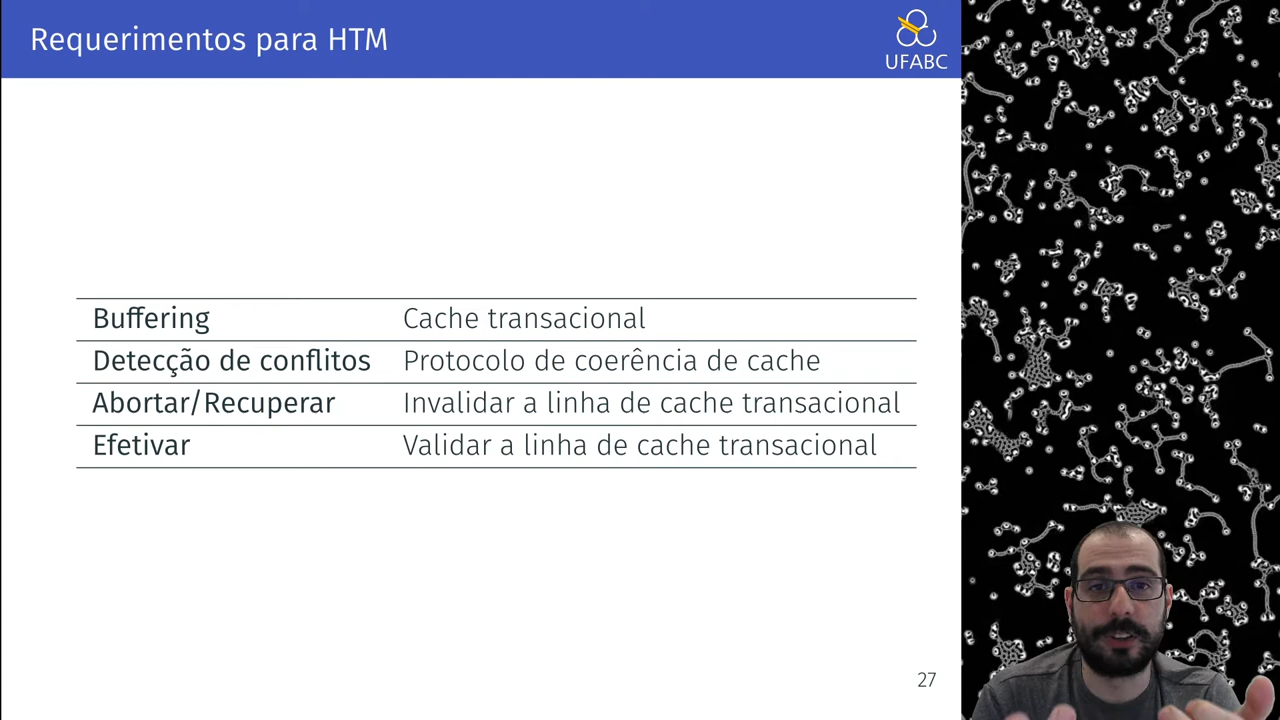 Requerimentos para HTM
UFABC
Buffering Cache transacional
Detecção de conflitos Protocolo de coerência de cache
Abortar/Recuperar Invalidar a linha de cache transacional
Efetivar Validar a linha de cache transacional
27